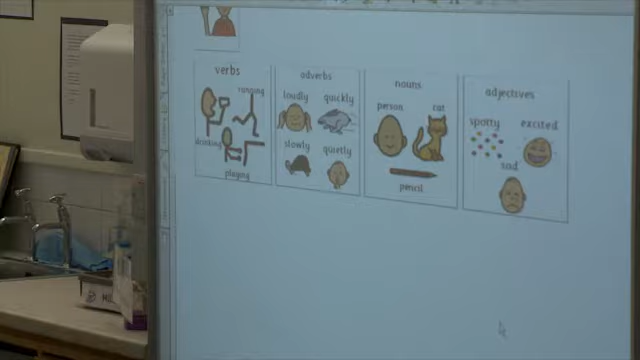 verbs
running
drinking
playing
adverbs
loudly quickly
slowly quietly
nouns
person cat
pencil
adjectives
spotty excited
sad